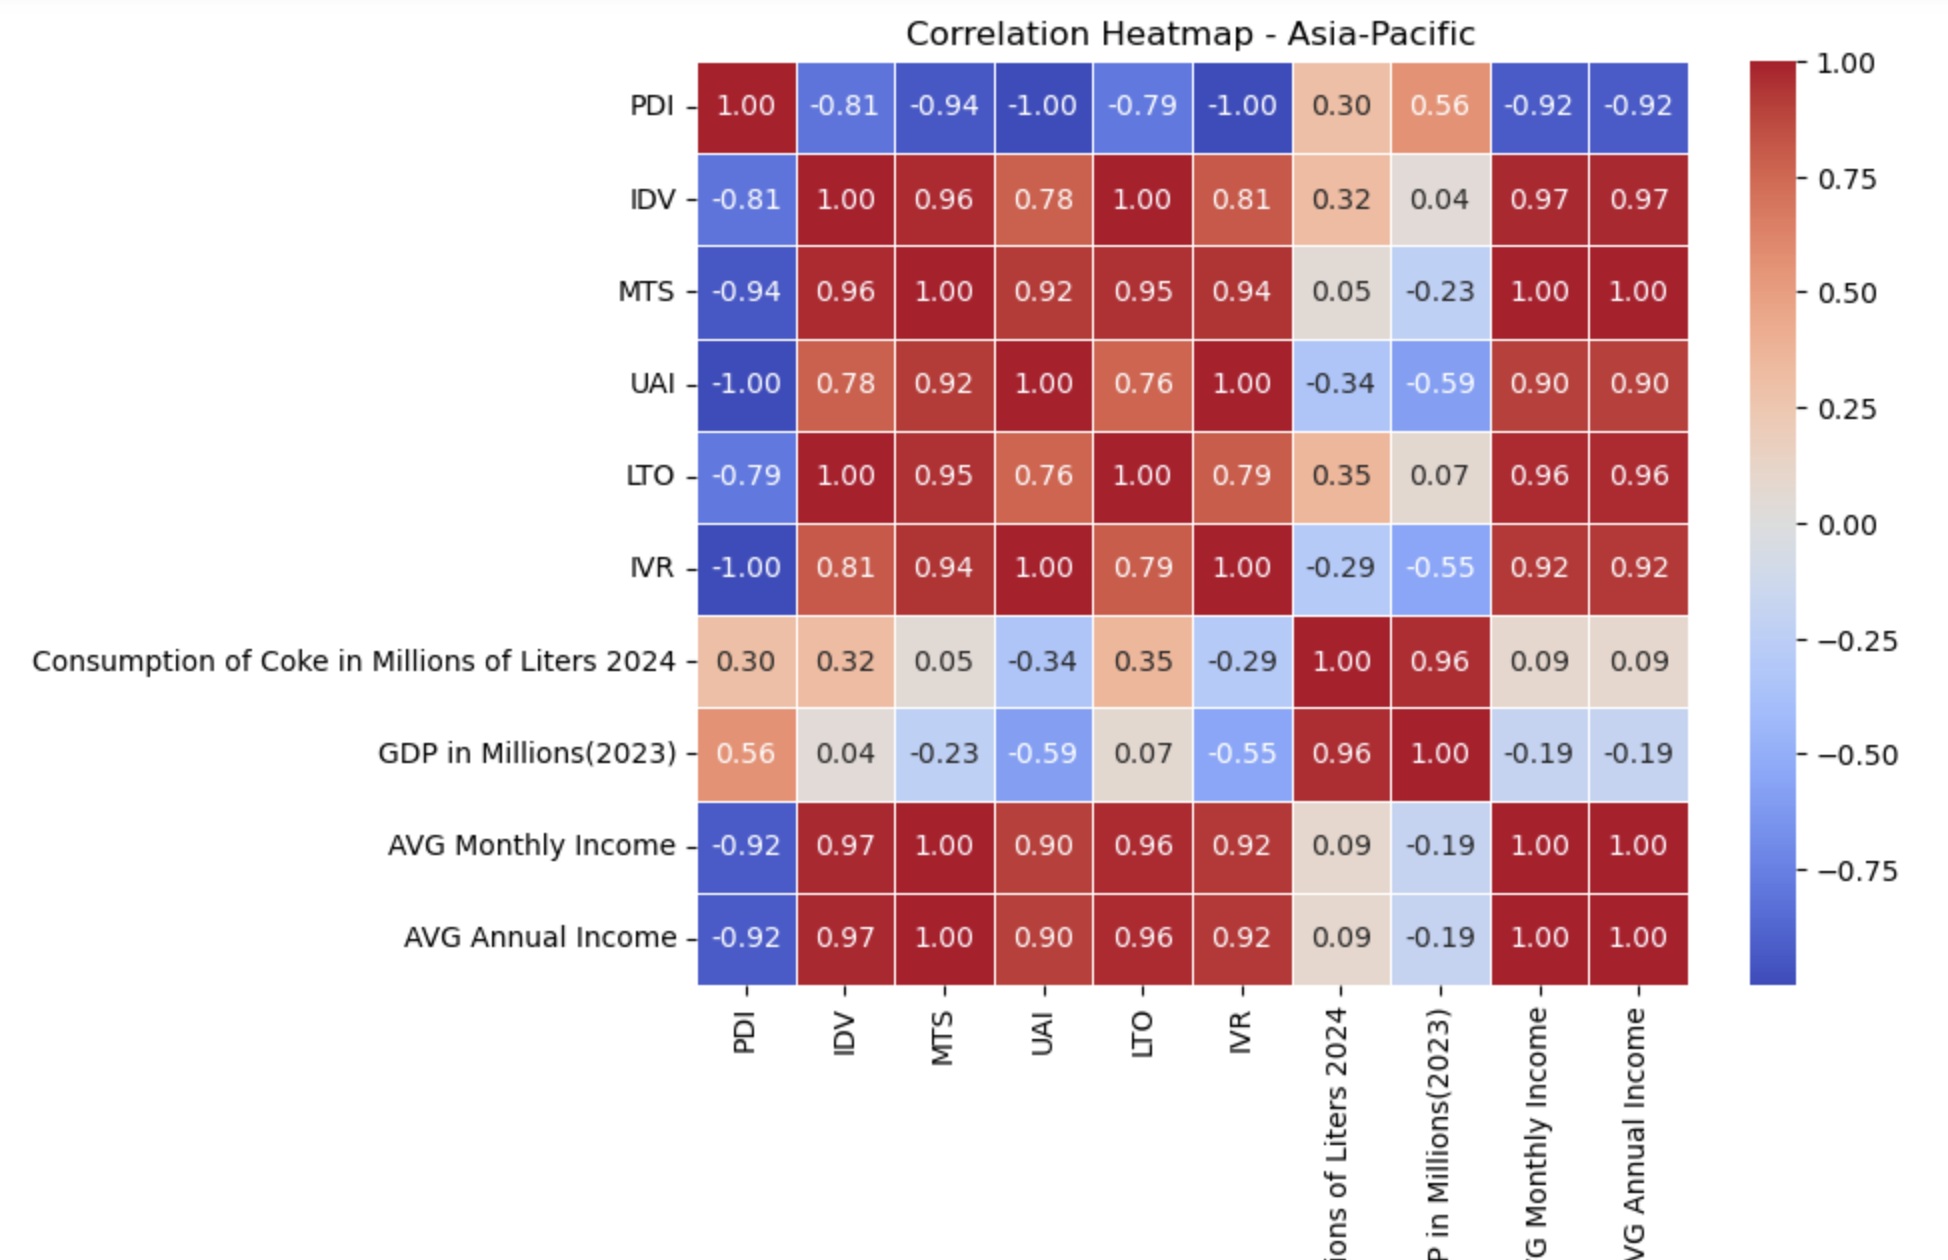 Correlation Heatmap - Asia-Pacific
PDI 1.00 -0.81 -0.94 -1.00 -0.79 -1.00 0.30 0.56 -0.92 -0.92
IDV -0.81 1.00 0.96 0.78 1.00 0.81 0.32 0.04 0.97 0.97
MTS -0.94 0.96 1.00 0.92 0.95 0.94 0.05 -0.23 1.00 1.00
UAI -1.00 0.78 0.92 1.00 0.76 1.00 -0.34 -0.59 0.90 0.90
LTO -0.79 1.00 0.95 0.76 1.00 0.79 0.35 0.07 0.96 0.96
IVR -1.00 0.81 0.94 1.00 0.79 1.00 -0.29 -0.55 0.92 0.92
Consumption of Coke in Millions of Liters 2024 0.30 0.32 0.05 -0.34 0.35 -0.29 1.00 0.96 0.09 0.09
GDP in Millions(2023) 0.56 0.04 -0.23 -0.59 0.07 -0.55 0.96 1.00 -0.19 -0.19
AVG Monthly Income -0.92 0.97 1.00 0.90 0.96 0.92 0.09 -0.19 1.00 1.00
AVG Annual Income -0.92 0.97 1.00 0.90 0.96 0.92 0.09 -0.19 1.00 1.00
PDI
IDV
MTS
UAI
LTO
IVR
ions of Liters 2024
P in Millions(2023)
G Monthly Income
VG Annual Income
1.00
0.75
0.50
0.25
0.00
−0.25
−0.50
−0.75